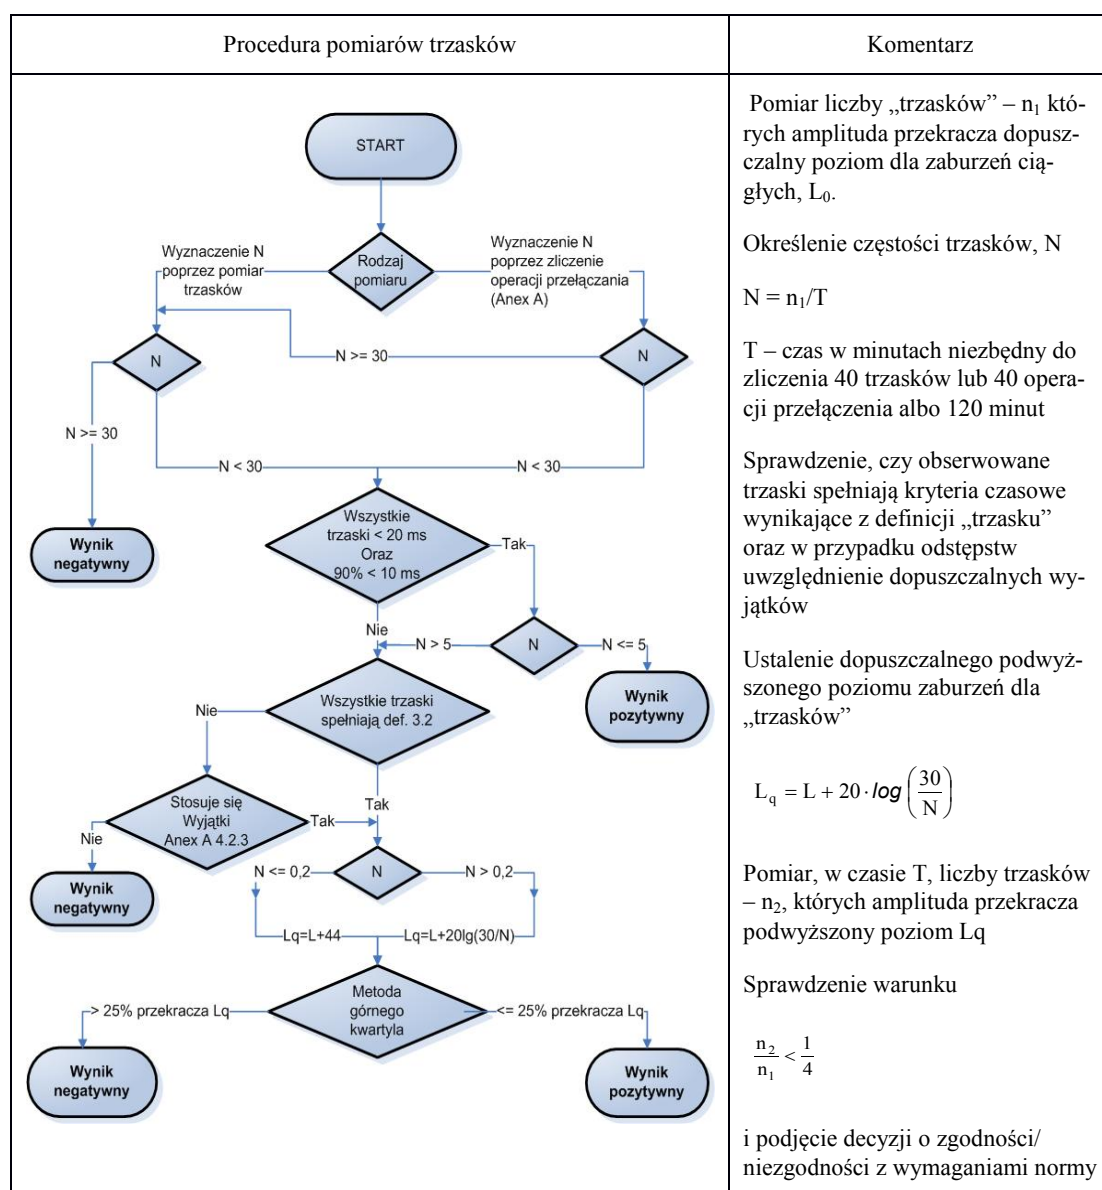 Procedura pomiarów trzasków
Komentarz
START
Wyznaczenie N
poprzez pomiar
trzasków
Rodzaj
pomiaru
Wyznaczenie N
poprzez zliczenie
operacji przełączania
(Anex A)
N
N >= 30
N
N >= 30
N < 30
N < 30
Wynik
negatywny
Wszystkie
trzaski < 20 ms
Oraz
90% < 10 ms
Tak
Nie
N > 5
N
N <= 5
Wynik
pozytywny
Wszystkie trzaski
spełniają def. 3.2
Nie
Tak
Stosuje się
Wyjątki
Anex A 4.2.3
Nie
Tak
Wynik
negatywny
N <= 0,2
N
N > 0,2
Lq=L+44
Lq=L+20lg(30/N)
Metoda
górnego
kwartyla
> 25% przekracza Lq
<= 25% przekracza Lq
Wynik
negatywny
Wynik
pozytywny
Pomiar liczby „trzasków” – n₁ któ-
rych amplituda przekracza dopusz-
czalny poziom dla zaburzeń cią-
głych, L₀.
Określenie częstości trzasków, N
N = n₁/T
T – czas w minutach niezbędny do
zliczenia 40 trzasków lub 40 opera-
cji przełączenia albo 120 minut
Sprawdzenie, czy obserwowane
trzaski spełniają kryteria czasowe
wynikające z definicji „trzasku”
oraz w przypadku odstępstw
uwzględnienie dopuszczalnych wy-
jątków
Ustalenie dopuszczalnego podwyż-
szonego poziomu zaburzeń dla
„trzasków”
L_q = L + 20 · log (30/N)
Pomiar, w czasie T, liczby trzasków
– n₂, których amplituda przekracza
podwyższony poziom Lq
Sprawdzenie warunku
n₂/n₁ < 1/4
i podjęcie decyzji o zgodności/
niezgodności z wymaganiami normy